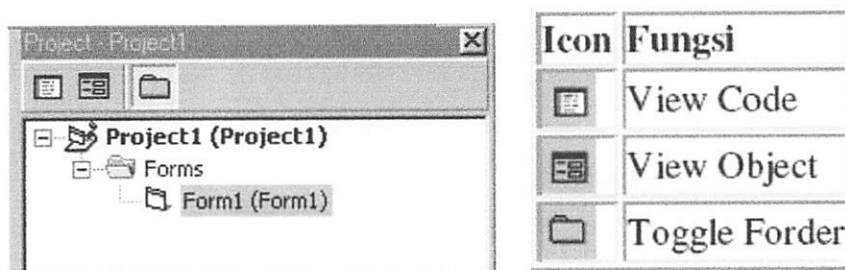 Project - Project1
Project1 (Project1)
Forms
Form1 (Form1)
Icon Fungsi
View Code
View Object
Toggle Forder